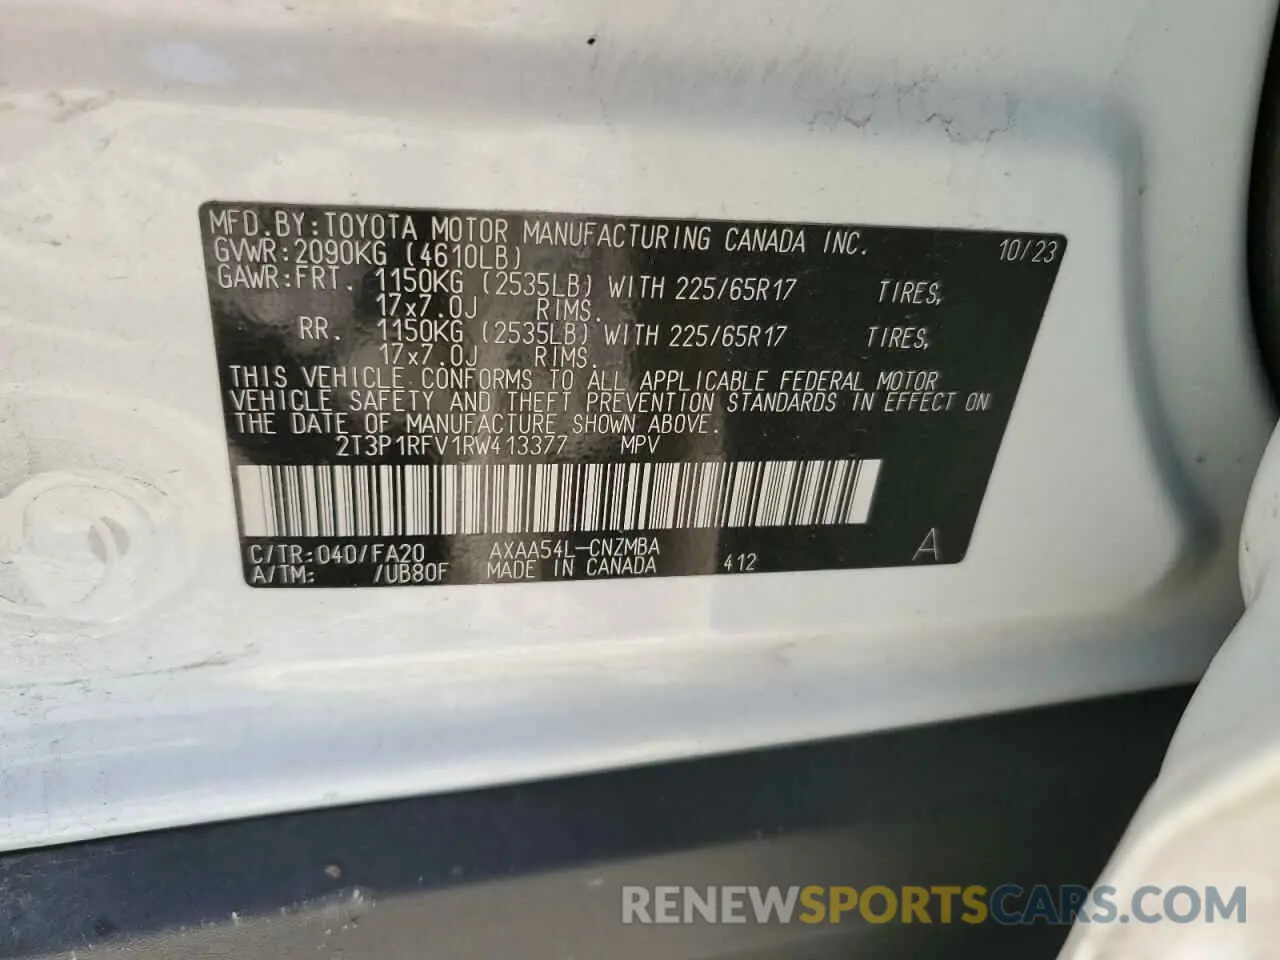 MFD.BY:TOYOTA MOTOR MANUFACTURING CANADA INC. 10/23
GVWR:2090KG (4610LB)
GAWR:FRT. 1150KG (2535LB) WITH 225/65R17 TIRES,
17x7.0J RIMS.
RR. 1150KG (2535LB) WITH 225/65R17 TIRES,
17x7.0J RIMS.
THIS VEHICLE CONFORMS TO ALL APPLICABLE FEDERAL MOTOR
VEHICLE SAFETY AND THEFT PREVENTION STANDARDS IN EFFECT ON
THE DATE OF MANUFACTURE SHOWN ABOVE.
2T3P1RFV1RW413377 MPV
C/TR:040/FA20 AXAA54L-CNZMBA A
A/TM: /UB80F MADE IN CANADA 412
RENEWSPORTSCARS.COM